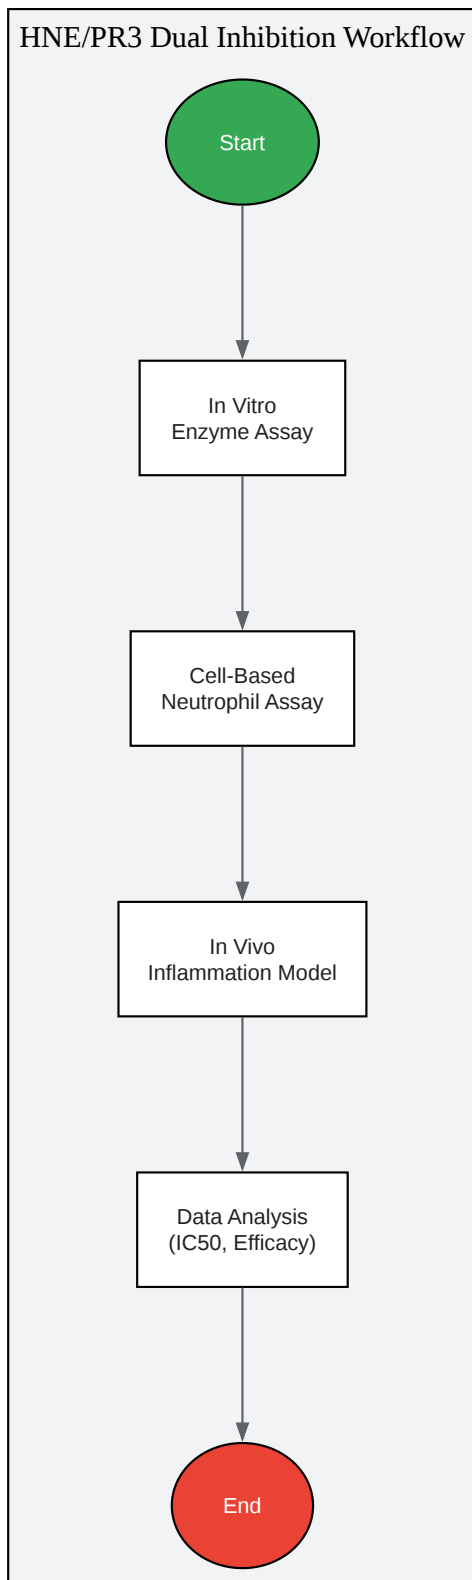 HNE/PR3 Dual Inhibition Workflow
Start
In Vitro
Enzyme Assay
Cell-Based
Neutrophil Assay
In Vivo
Inflammation Model
Data Analysis
(IC50, Efficacy)
End